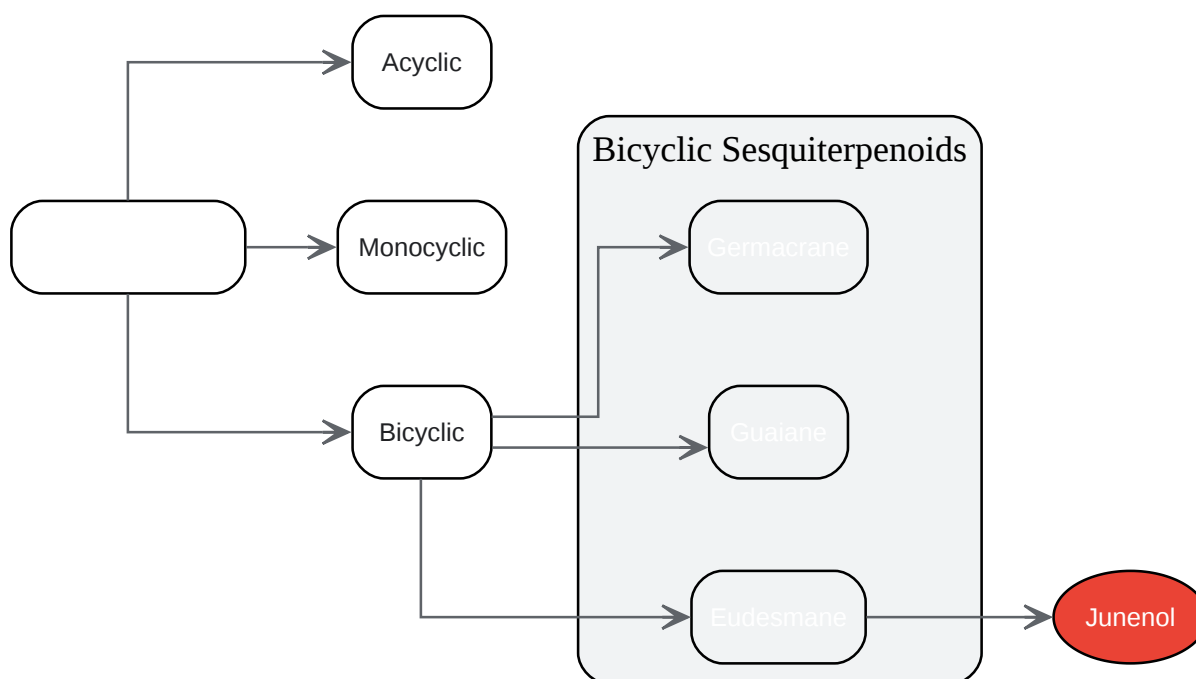 Acyclic
Bicyclic Sesquiterpenoids
Germacrane
Monocyclic
Bicyclic
Guaiane
Eudesmane
Junenol